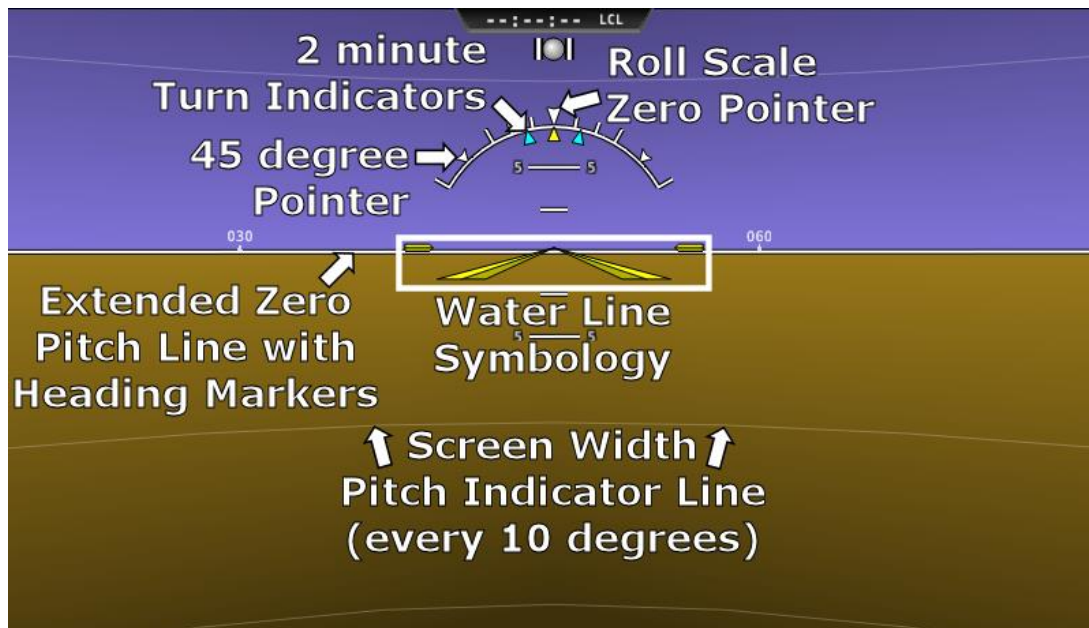 --:--:-- LCL
2 minute
Turn Indicators
Roll Scale
Zero Pointer
45 degree
Pointer
5 5
030
060
Extended Zero
Pitch Line with
Heading Markers
Water Line
5 5
Symbology
Screen Width
Pitch Indicator Line
(every 10 degrees)